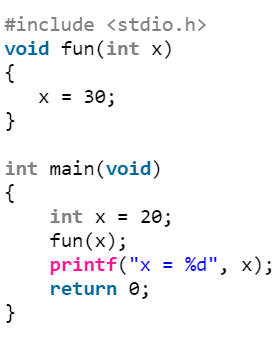 #include <stdio.h>
void fun(int x)
{
   x = 30;
}

int main(void)
{
    int x = 20;
    fun(x);
    printf("x = %d", x);
    return 0;
}